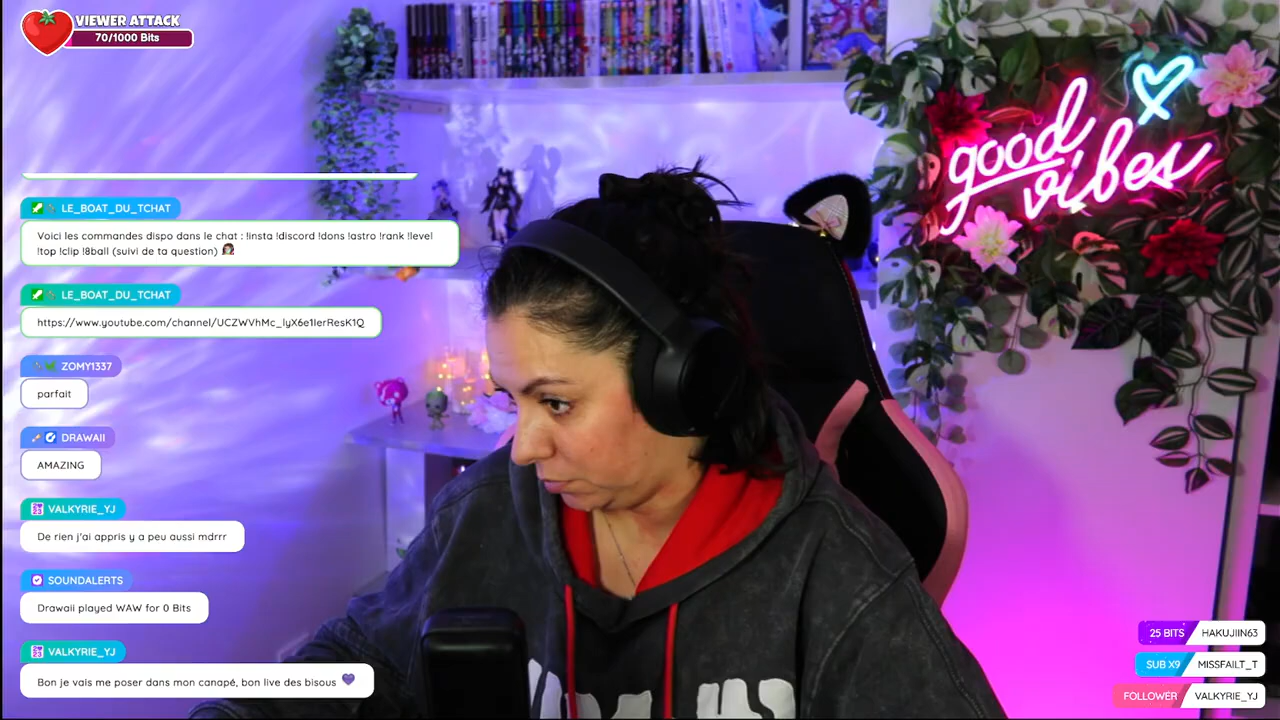 VIEWER ATTACK
70/1000 Bits
good
vibes
LE_BOAT_DU_TCHAT
Voici les commandes dispo dans le chat : !insta !discord !dons !astro !rank !level
!top !clip !8ball (suivi de ta question)
LE_BOAT_DU_TCHAT
https://www.youtube.com/channel/UCZWVhMc_lyX6e1IerResK1Q
ZOMY1337
parfait
DRAWAII
AMAZING
VALKYRIE_YJ
De rien j'ai appris y a peu aussi mdrrr
SOUNDALERTS
Drawaii played WAW for 0 Bits
VALKYRIE_YJ
Bon je vais me poser dans mon canapé, bon live des bisous
25 BITS HAKUJIIN63
SUB X9 MISSFAILT_T
FOLLOWER VALKYRIE_YJ